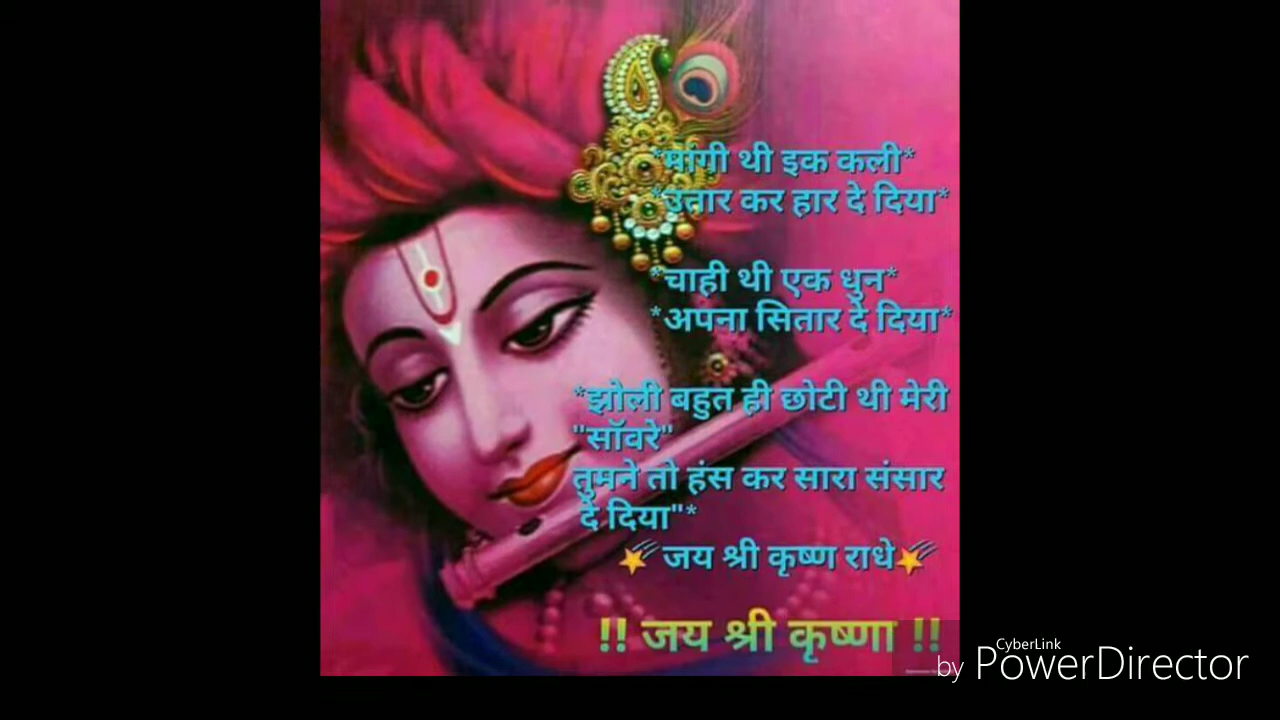 *मांगी थी इक कली*
*उतार कर हार दे दिया*
*चाही थी एक धुन*
*अपना सितार दे दिया*
*झोली बहुत ही छोटी थी मेरी
"सॉवरे"
तुमने तो हंस कर सारा संसार
दे दिया"*
जय श्री कृष्ण राधे
!! जय श्री कृष्णा !!
CyberLink
by PowerDirector